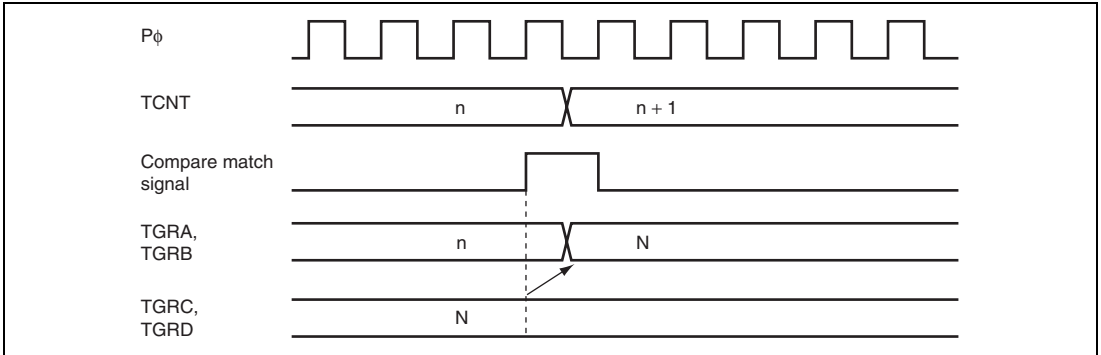 Pϕ
TCNT
n
n + 1
Compare match
signal
TGRA,
TGRB
n
N
TGRC,
TGRD
N